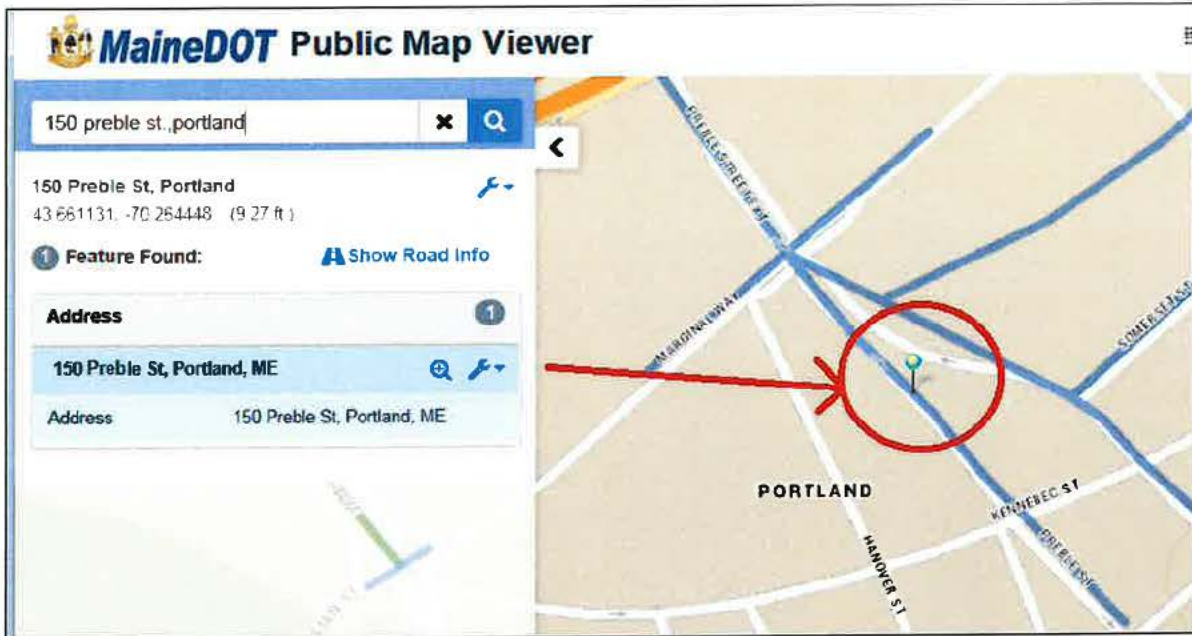 MaineDOT Public Map Viewer
150 preble st.,portland
150 Preble St, Portland
43.661131, -70.264448 (9.27 ft.)
1 Feature Found:
Show Road Info
Address 1
150 Preble St, Portland, ME
Address 150 Preble St, Portland, ME
MARGINAL WAY
SOMERSET ST
PORTLAND
KENNEBEC ST
HANOVER ST
PREBLE ST